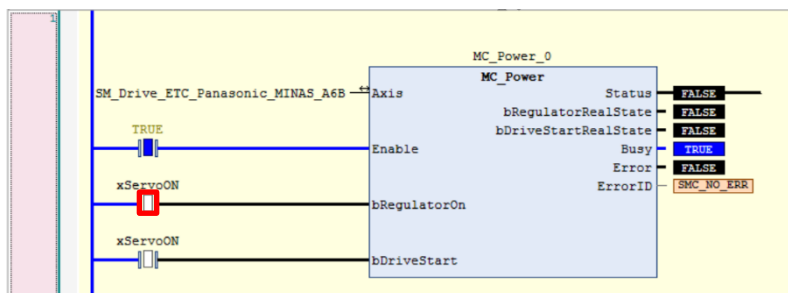 1
MC_Power_0
MC_Power
SM_Drive_ETC_Panasonic_MINAS_A6B Axis Status FALSE
bRegulatorRealState FALSE
TRUE bDriveStartRealState FALSE
Enable Busy TRUE
Error FALSE
xServoON ErrorID SMC_NO_ERR
bRegulatorOn
xServoON
bDriveStart